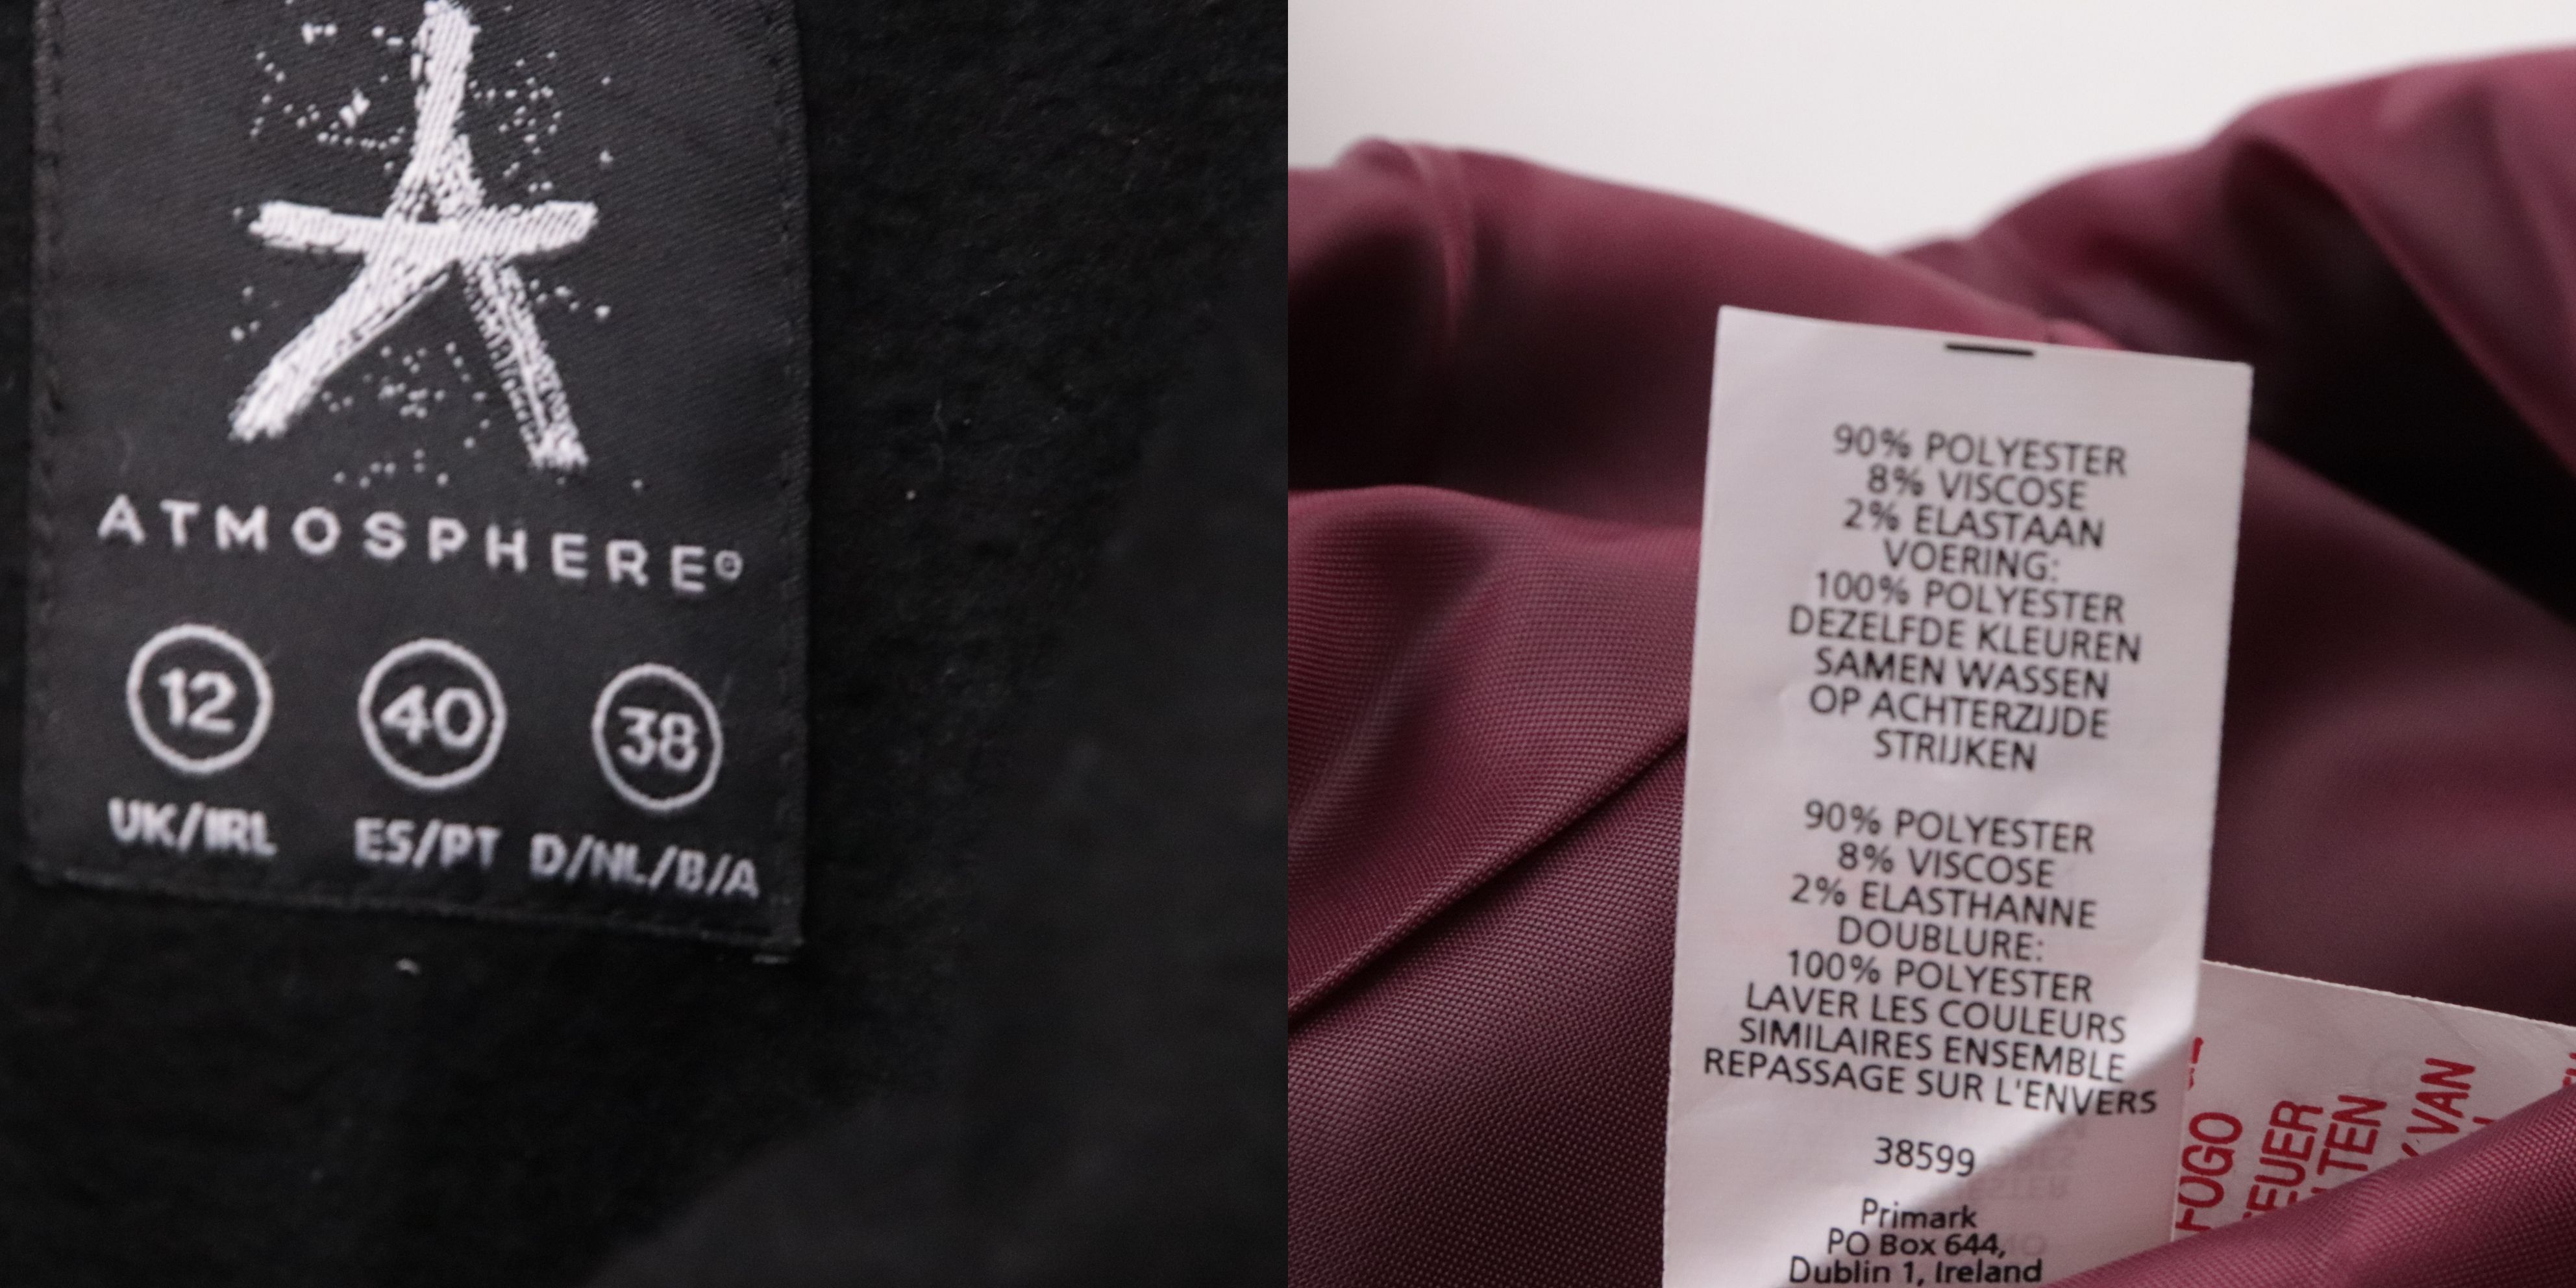 ATMOSPHERE®
12 40 38
UK/IRL ES/PT D/NL/B/A
90% POLYESTER
8% VISCOSE
2% ELASTAAN
VOERING:
100% POLYESTER
DEZELFDE KLEUREN
SAMEN WASSEN
OP ACHTERZIJDE
STRIJKEN
90% POLYESTER
8% VISCOSE
2% ELASTHANNE
DOUBLURE:
100% POLYESTER
LAVER LES COULEURS
SIMILAIRES ENSEMBLE
REPASSAGE SUR L'ENVERS
38599
Primark
PO Box 644,
Dublin 1, Ireland
FOGO
FEUER
VAN